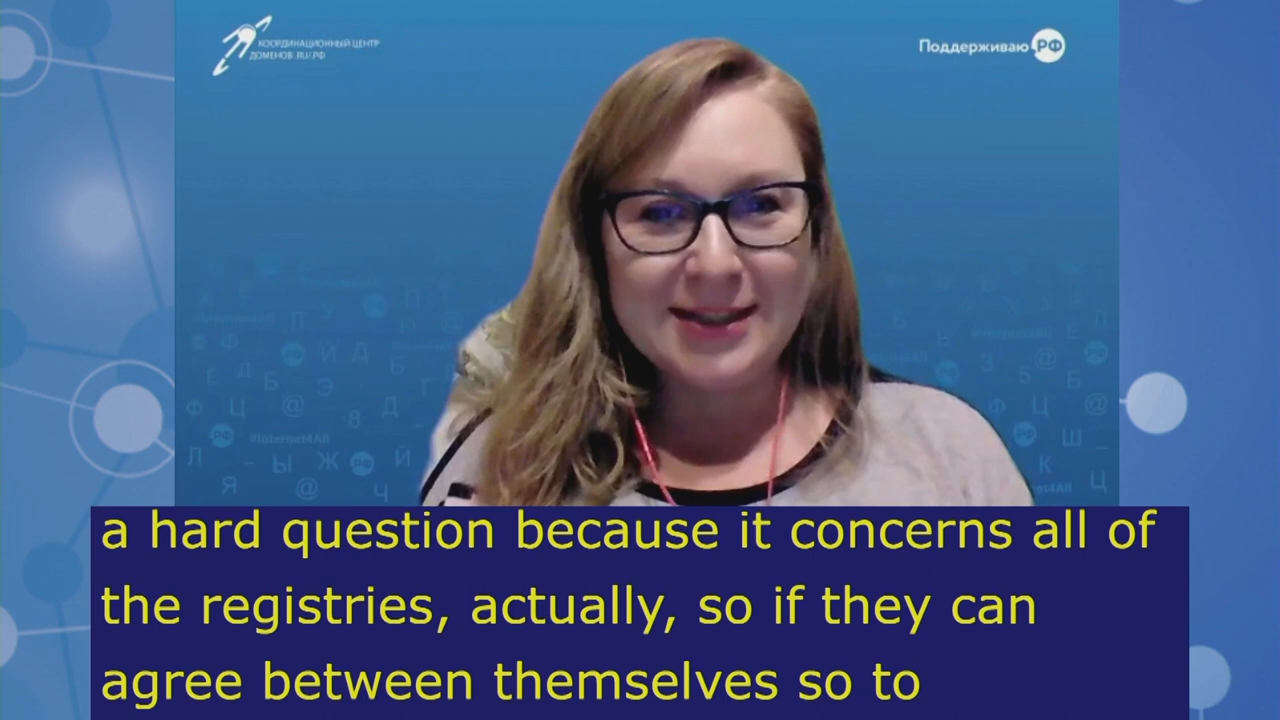 КООРДИНАЦИОННЫЙ ЦЕНТР
ДОМЕНОВ .RU/.РФ
Поддерживаю РФ
#Internet4All
a hard question because it concerns all of
the registries, actually, so if they can
agree between themselves so to